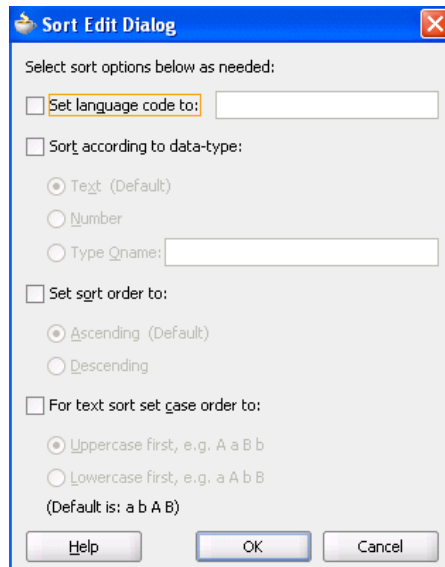 Sort Edit Dialog
Select sort options below as needed:
Set language code to:
Sort according to data-type:
Text (Default)
Number
Type Qname:
Set sort order to:
Ascending (Default)
Descending
For text sort set case order to:
Uppercase first, e.g. A a B b
Lowercase first, e.g. a A b B
(Default is: a b A B)
Help OK Cancel